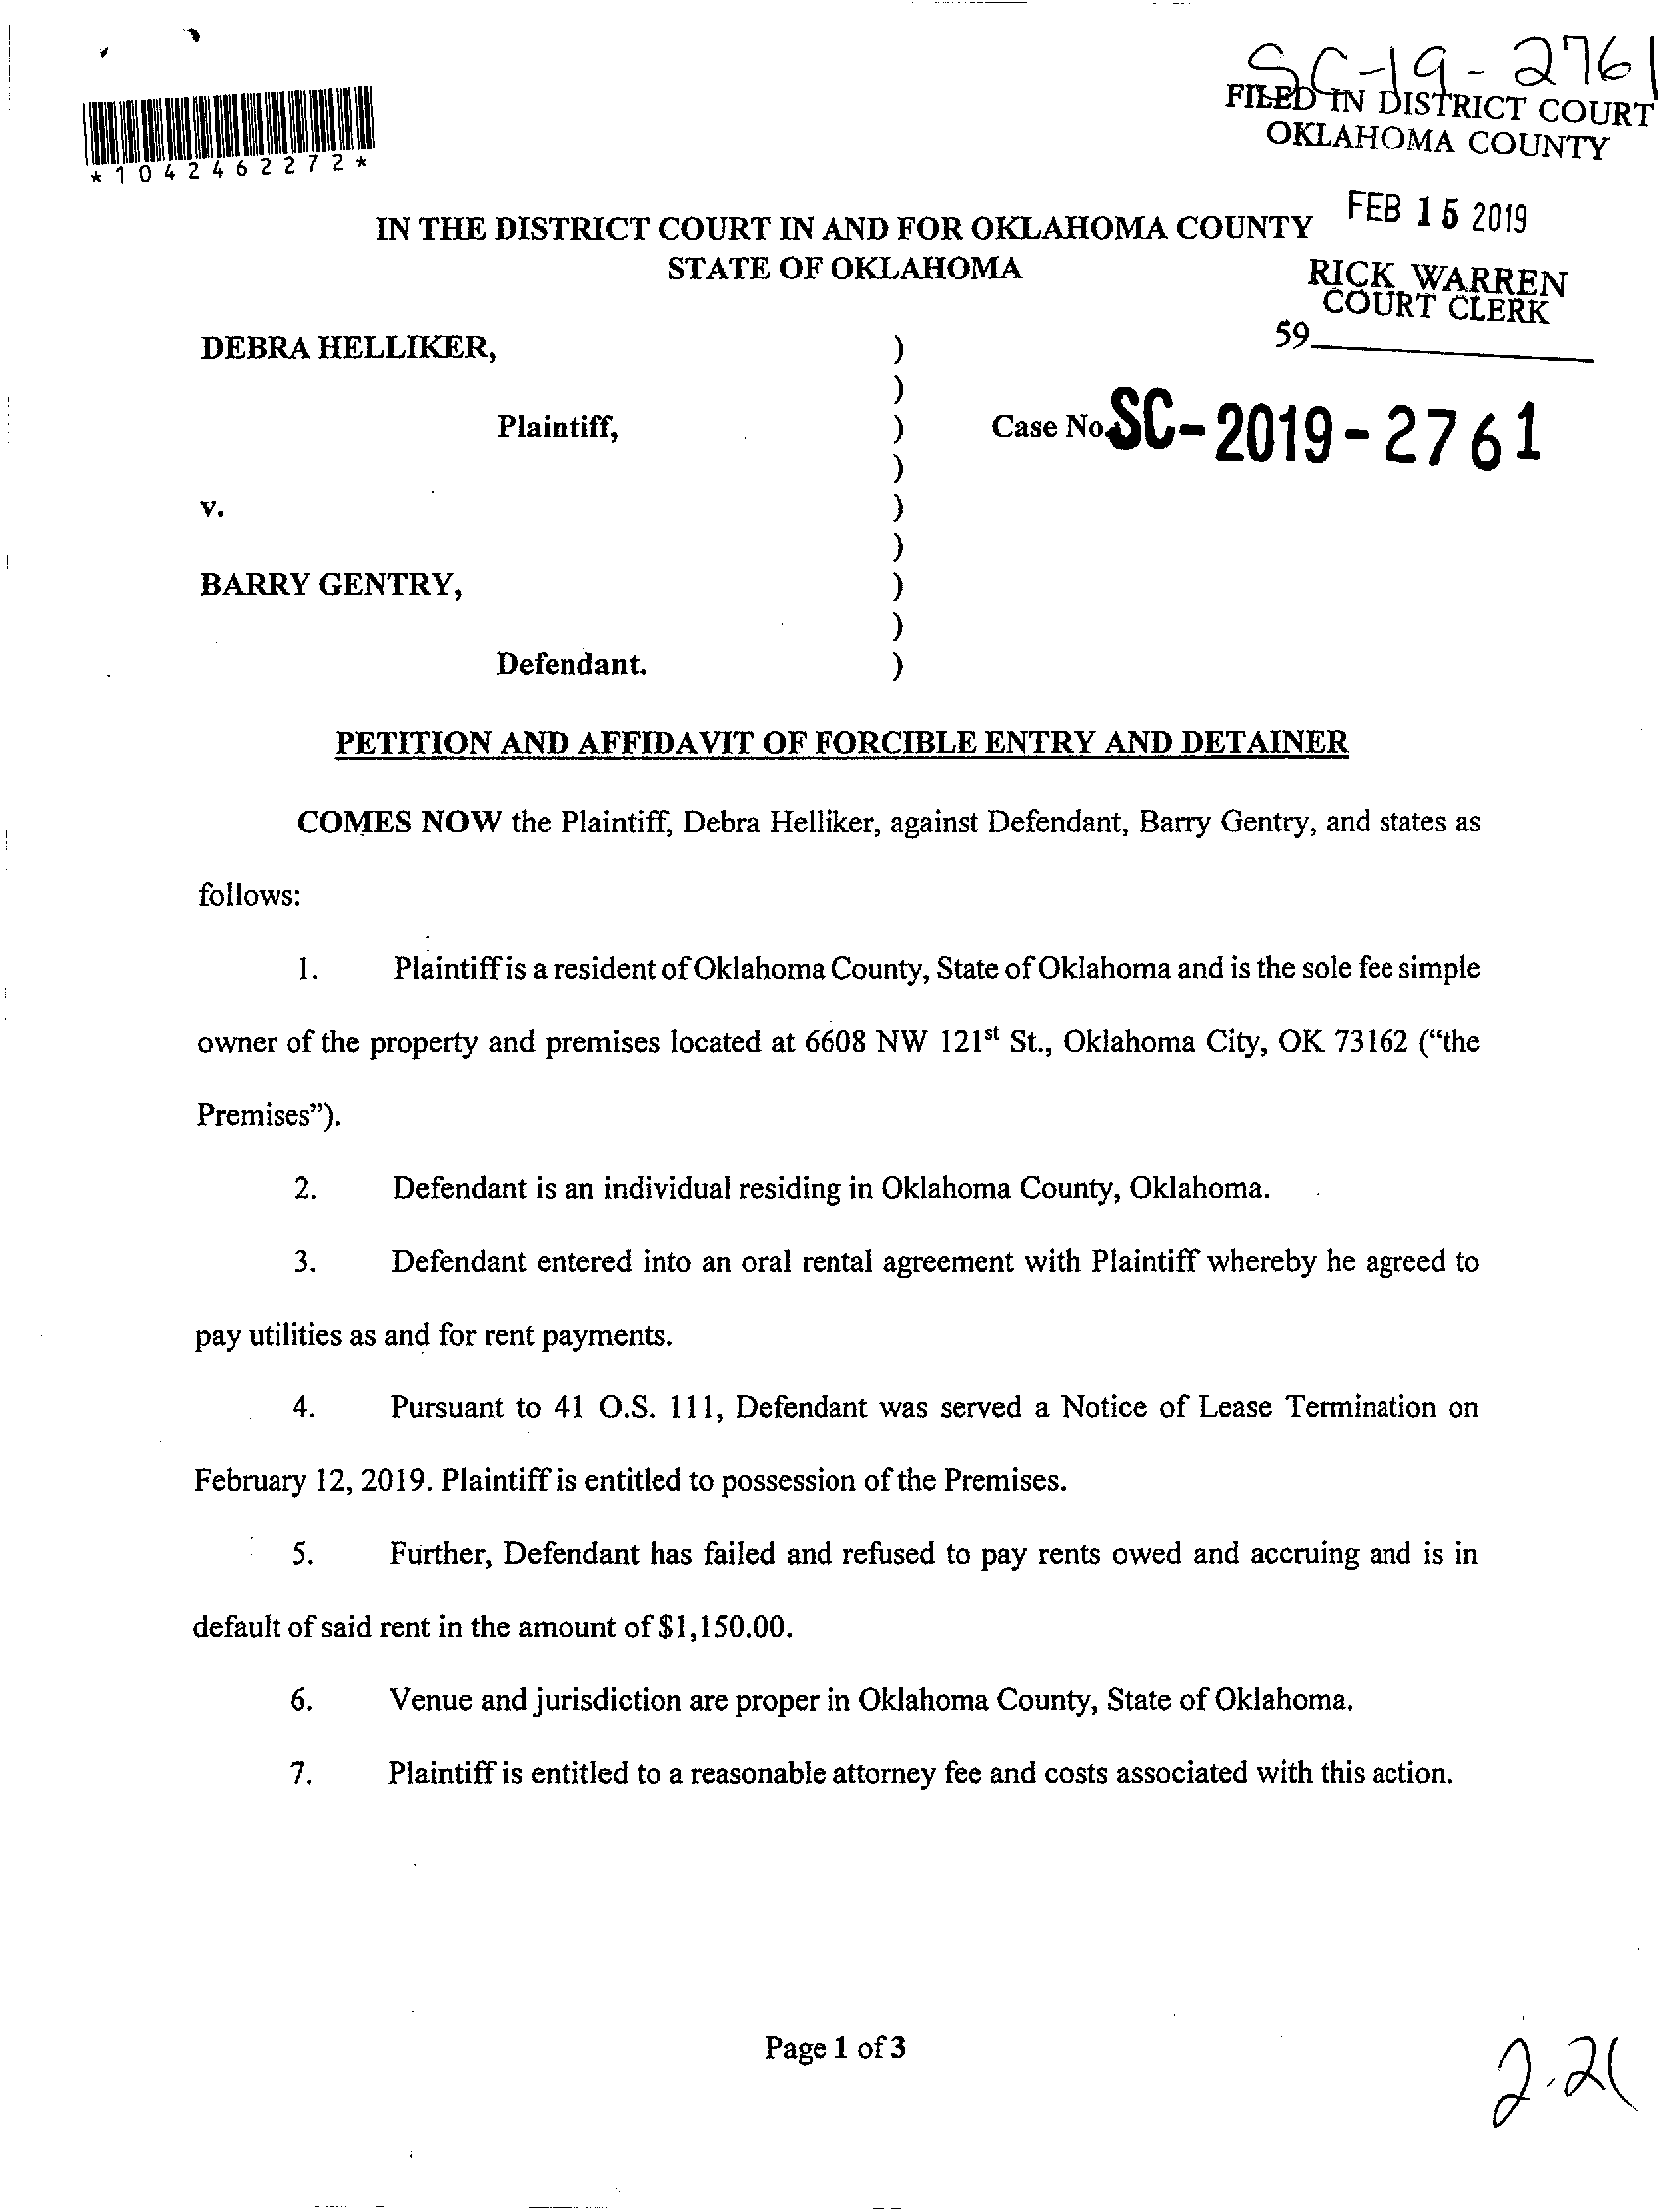 SC-19-2761
FILED IN DISTRICT COURT
OKLAHOMA COUNTY
*1042462272*
FEB 15 2019
IN THE DISTRICT COURT IN AND FOR OKLAHOMA COUNTY
STATE OF OKLAHOMA
RICK WARREN
COURT CLERK
59
DEBRA HELLIKER, )
)
Plaintiff, ) Case No. SC-2019-2761
)
v. )
)
BARRY GENTRY, )
)
Defendant. )
PETITION AND AFFIDAVIT OF FORCIBLE ENTRY AND DETAINER
COMES NOW the Plaintiff, Debra Helliker, against Defendant, Barry Gentry, and states as
follows:
1. Plaintiff is a resident of Oklahoma County, State of Oklahoma and is the sole fee simple
owner of the property and premises located at 6608 NW 121st St., Oklahoma City, OK 73162 (“the
Premises”).
2. Defendant is an individual residing in Oklahoma County, Oklahoma.
3. Defendant entered into an oral rental agreement with Plaintiff whereby he agreed to
pay utilities as and for rent payments.
4. Pursuant to 41 O.S. 111, Defendant was served a Notice of Lease Termination on
February 12, 2019. Plaintiff is entitled to possession of the Premises.
5. Further, Defendant has failed and refused to pay rents owed and accruing and is in
default of said rent in the amount of $1,150.00.
6. Venue and jurisdiction are proper in Oklahoma County, State of Oklahoma.
7. Plaintiff is entitled to a reasonable attorney fee and costs associated with this action.
Page 1 of 3
2.21